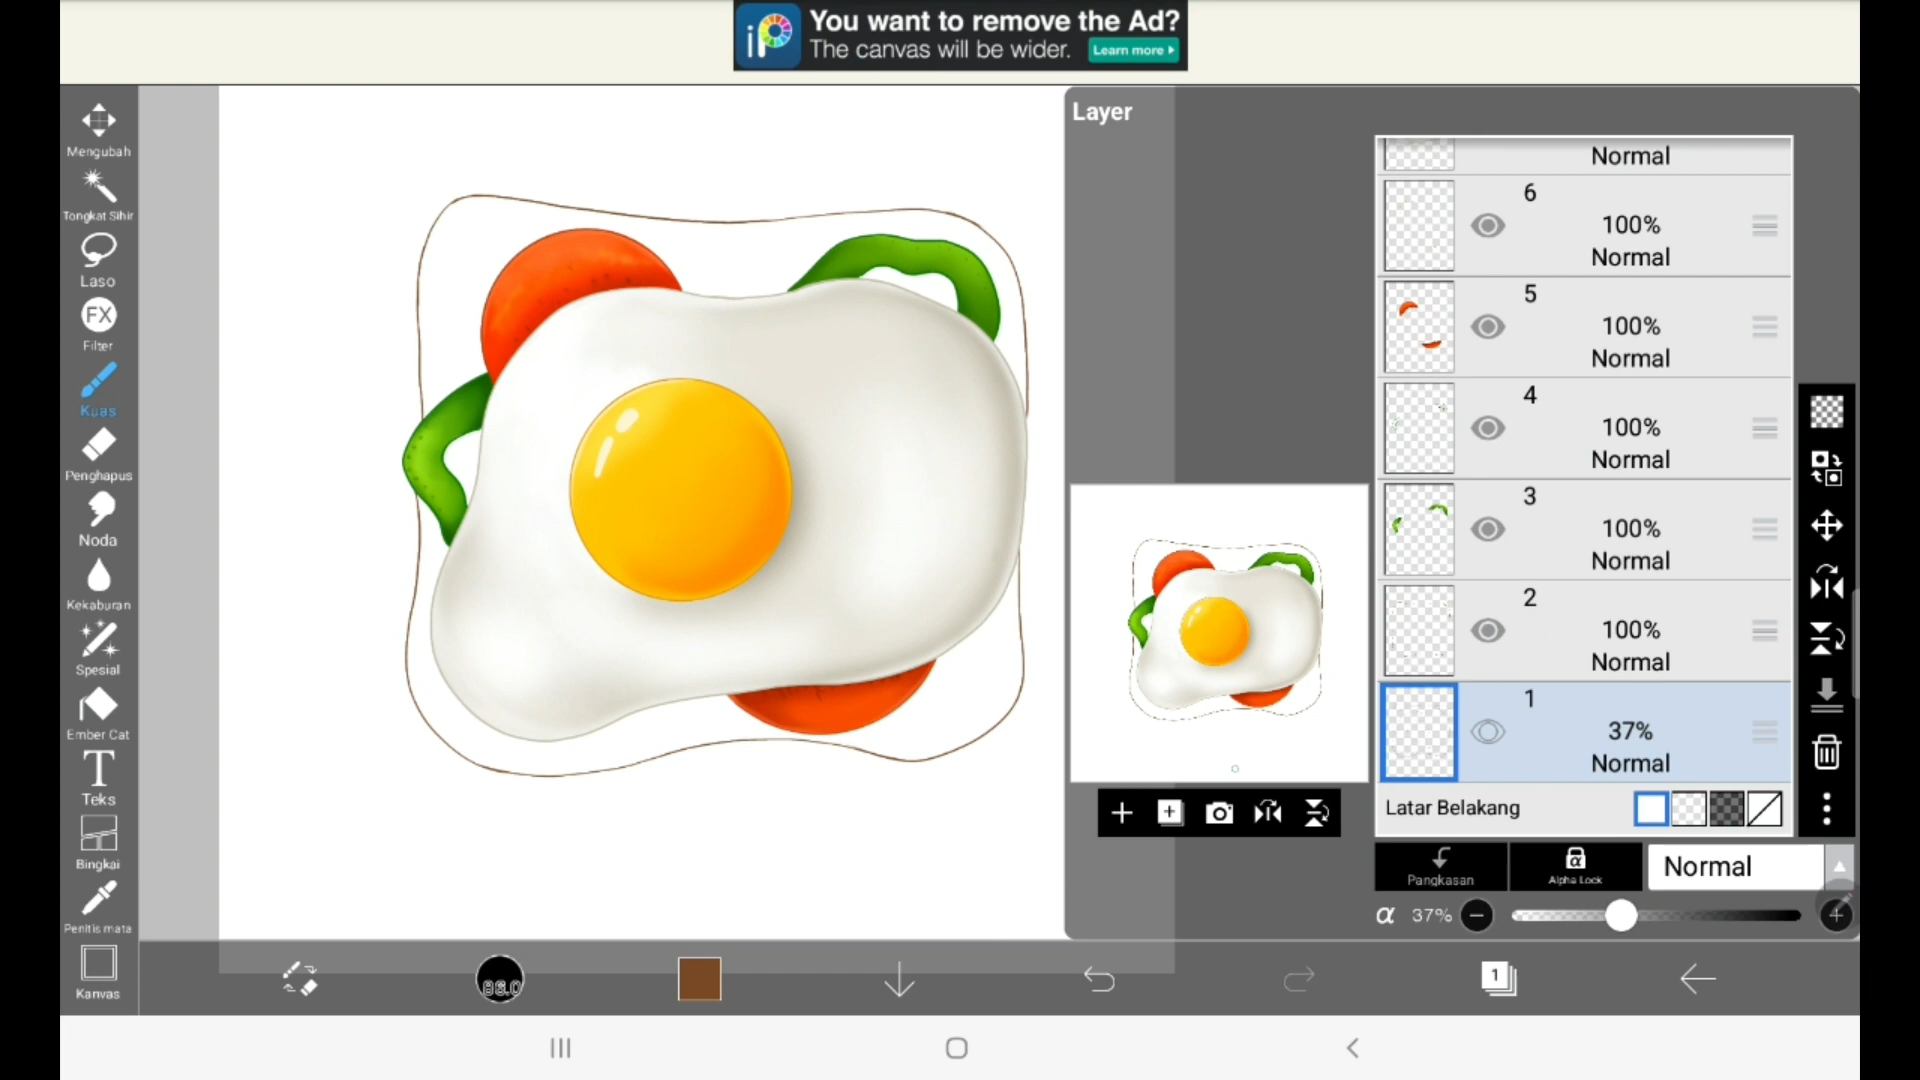 You want to remove the Ad?
iP
The canvas will be wider.
Learn more
Mengubah
Tongkat Sihir
Laso
FX
Filter
Kuas
Penghapus
Noda
Kekaburan
Spesial
Ember Cat
T
Teks
Bingkai
Penitis mata
Kanvas
Layer
Normal
6
100%
Normal
5
100%
Normal
4
100%
Normal
3
100%
Normal
2
100%
Normal
1
37%
Normal
Latar Belakang
Pangkasan
α
Alpha Lock
Normal
α 37%
1